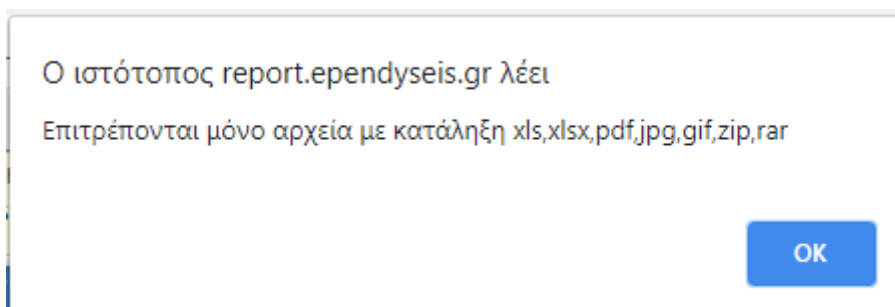 Ο ιστότοπος report.ependyseis.gr λέει
Επιτρέπονται μόνο αρχεία με κατάληξη xls,xlsx,pdf,jpg,gif,zip,rar
OK